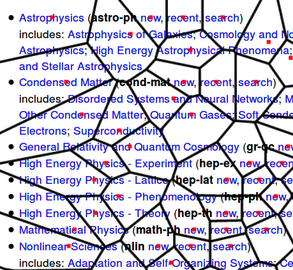 Astrophysics (astro-ph new, recent, search)
includes: Astrophysics of Galaxies; Cosmology and No
Astrophysics; High Energy Astrophysical Phenomena;
and Stellar Astrophysics
Condensed Matter (cond-mat new, recent, search)
includes: Disordered Systems and Neural Networks; M
Other Condensed Matter; Quantum Gases; Soft Conde
Electrons; Superconductivity
General Relativity and Quantum Cosmology (gr-qc new
High Energy Physics - Experiment (hep-ex new, recen
High Energy Physics - Lattice (hep-lat new, recent, se
High Energy Physics - Phenomenology (hep-ph new
High Energy Physics - Theory (hep-th new, recent, se
Mathematical Physics (math-ph new, recent, search)
Nonlinear Sciences (nlin new, recent, search)
includes: Adaptation and Self-Organizing Systems; Ce